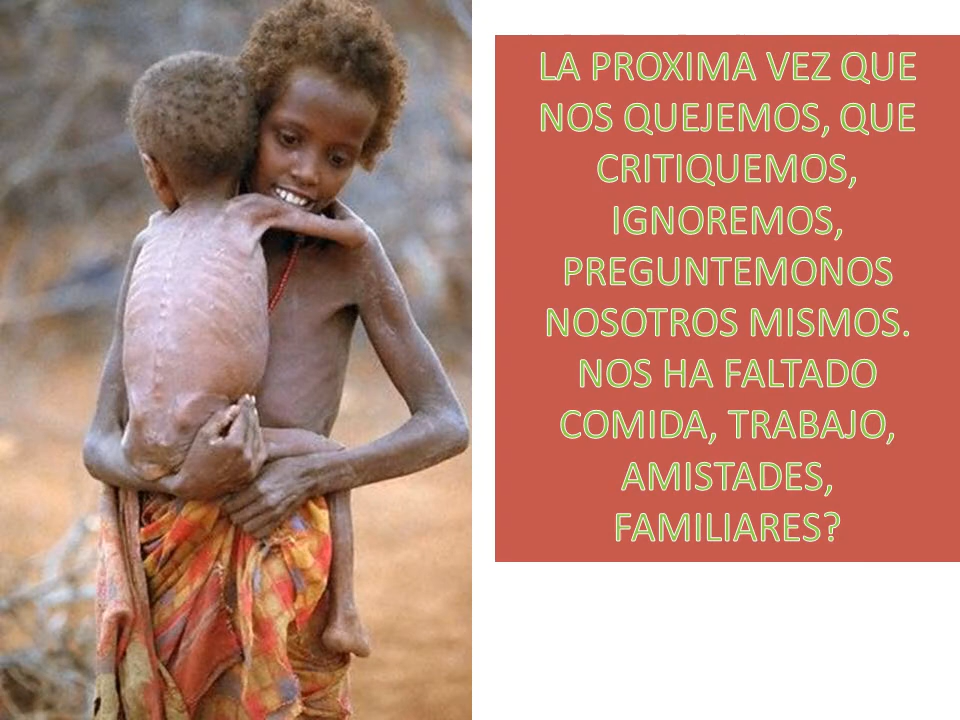 LA PROXIMA VEZ QUE
NOS QUEJEMOS, QUE
CRITIQUEMOS,
IGNOREMOS,
PREGUNTEMONOS
NOSOTROS MISMOS.
NOS HA FALTADO
COMIDA, TRABAJO,
AMISTADES,
FAMILIARES?